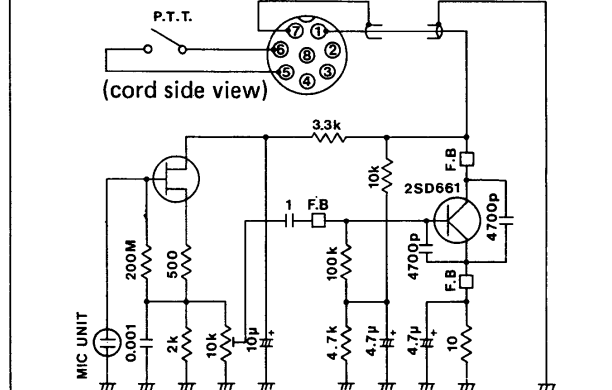 P.T.T.
7 1
6 8 2
5 4 3
(cord side view)
3.3k
F.B
10k
2SD661
1 F.B
4700p
200M
500
100k
4700p
F.B
MIC UNIT
0.001
2k
10k
10µ +
4.7k
4.7µ +
4.7µ +
10